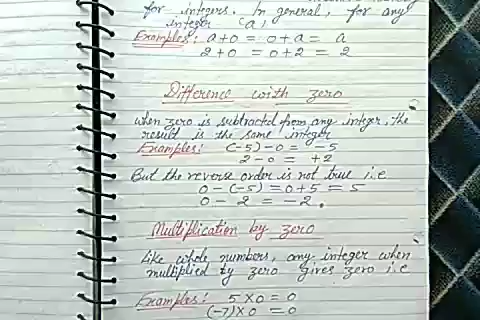 for integers. In general, for any
integer 'a',
Examples: a+0 = 0+a = a
2+0 = 0+2 = 2
Difference with zero
when zero is subtracted from any integer, the
result is the same integer
Examples: (-5)-0 = -5
2-0 = +2
But the reverse order is not true i.e
0-(-5) = 0+5 = 5
0-2 = -2.
Multiplication by zero
Like whole numbers, any integer when
multiplied by zero gives zero i.e
Examples: 5×0 = 0
(-7)×0 = 0